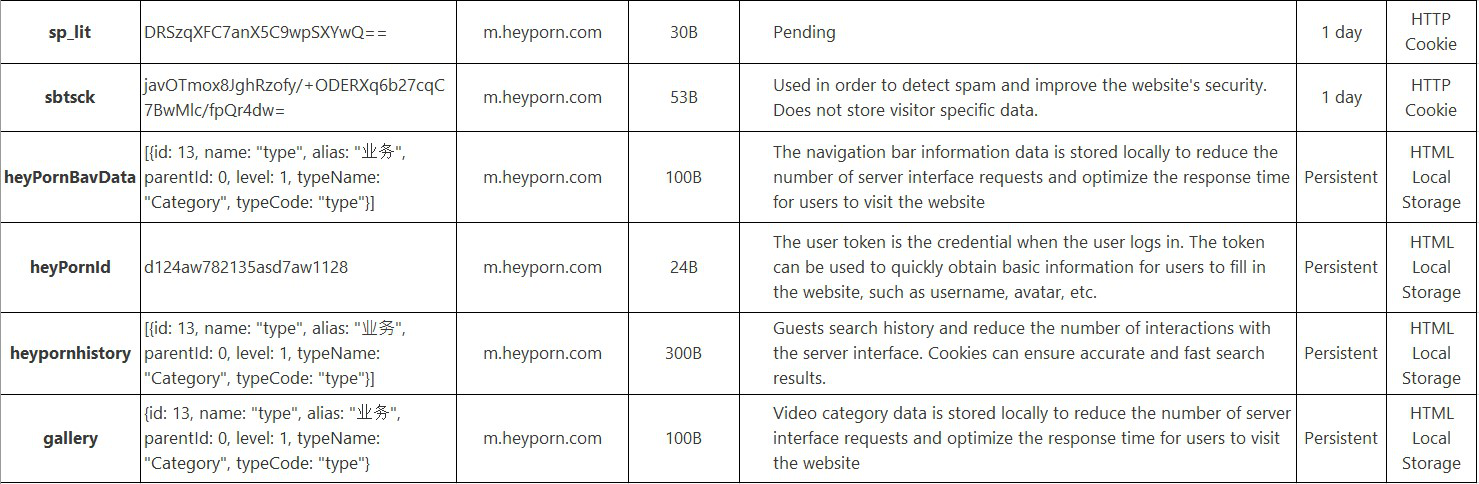 sp_lit DRSzqXFC7anX5C9wpSXYwQ== m.heyporn.com 30B Pending 1 day HTTP Cookie
sbtsck javOTmox8JghRzofy/+ODERXq6b27cqC
7BwMlc/fpQr4dw= m.heyporn.com 53B Used in order to detect spam and improve the website's security.
Does not store visitor specific data. 1 day HTTP
Cookie
heyPornBavData [{id: 13, name: "type", alias: "业务",
parentId: 0, level: 1, typeName:
"Category", typeCode: "type"}] m.heyporn.com 100B The navigation bar information data is stored locally to reduce the
number of server interface requests and optimize the response time
for users to visit the website Persistent HTML
Local
Storage
heyPornId d124aw782135asd7aw1128 m.heyporn.com 24B The user token is the credential when the user logs in. The token
can be used to quickly obtain basic information for users to fill in
the website, such as username, avatar, etc. Persistent HTML
Local
Storage
heypornhistory [{id: 13, name: "type", alias: "业务",
parentId: 0, level: 1, typeName:
"Category", typeCode: "type"}] m.heyporn.com 300B Guests search history and reduce the number of interactions with
the server interface. Cookies can ensure accurate and fast search
results. Persistent HTML
Local
Storage
gallery {id: 13, name: "type", alias: "业务",
parentId: 0, level: 1, typeName:
"Category", typeCode: "type"} m.heyporn.com 100B Video category data is stored locally to reduce the number of server
interface requests and optimize the response time for users to visit
the website Persistent HTML
Local
Storage